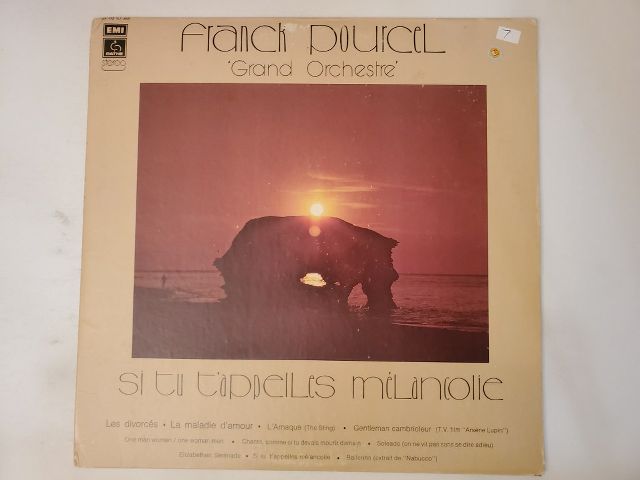 EMI
PATHÉ
stereo
Franck Pourcel
'Grand Orchestre'
7
si tu t'appelles mélancolie
Les divorcés • La maladie d'amour • L'Arnaque (The Sting) • Gentleman cambrioleur (T.V. film "Arsène Lupin")
One man woman / one woman man • Chante, comme si tu devais mourir demain • Soleado (on ne vit pas sans se dire adieu)
Elizabethan Serenade • Si tu t'appelles mélancolie • Ballerino (extrait de "Nabucco")